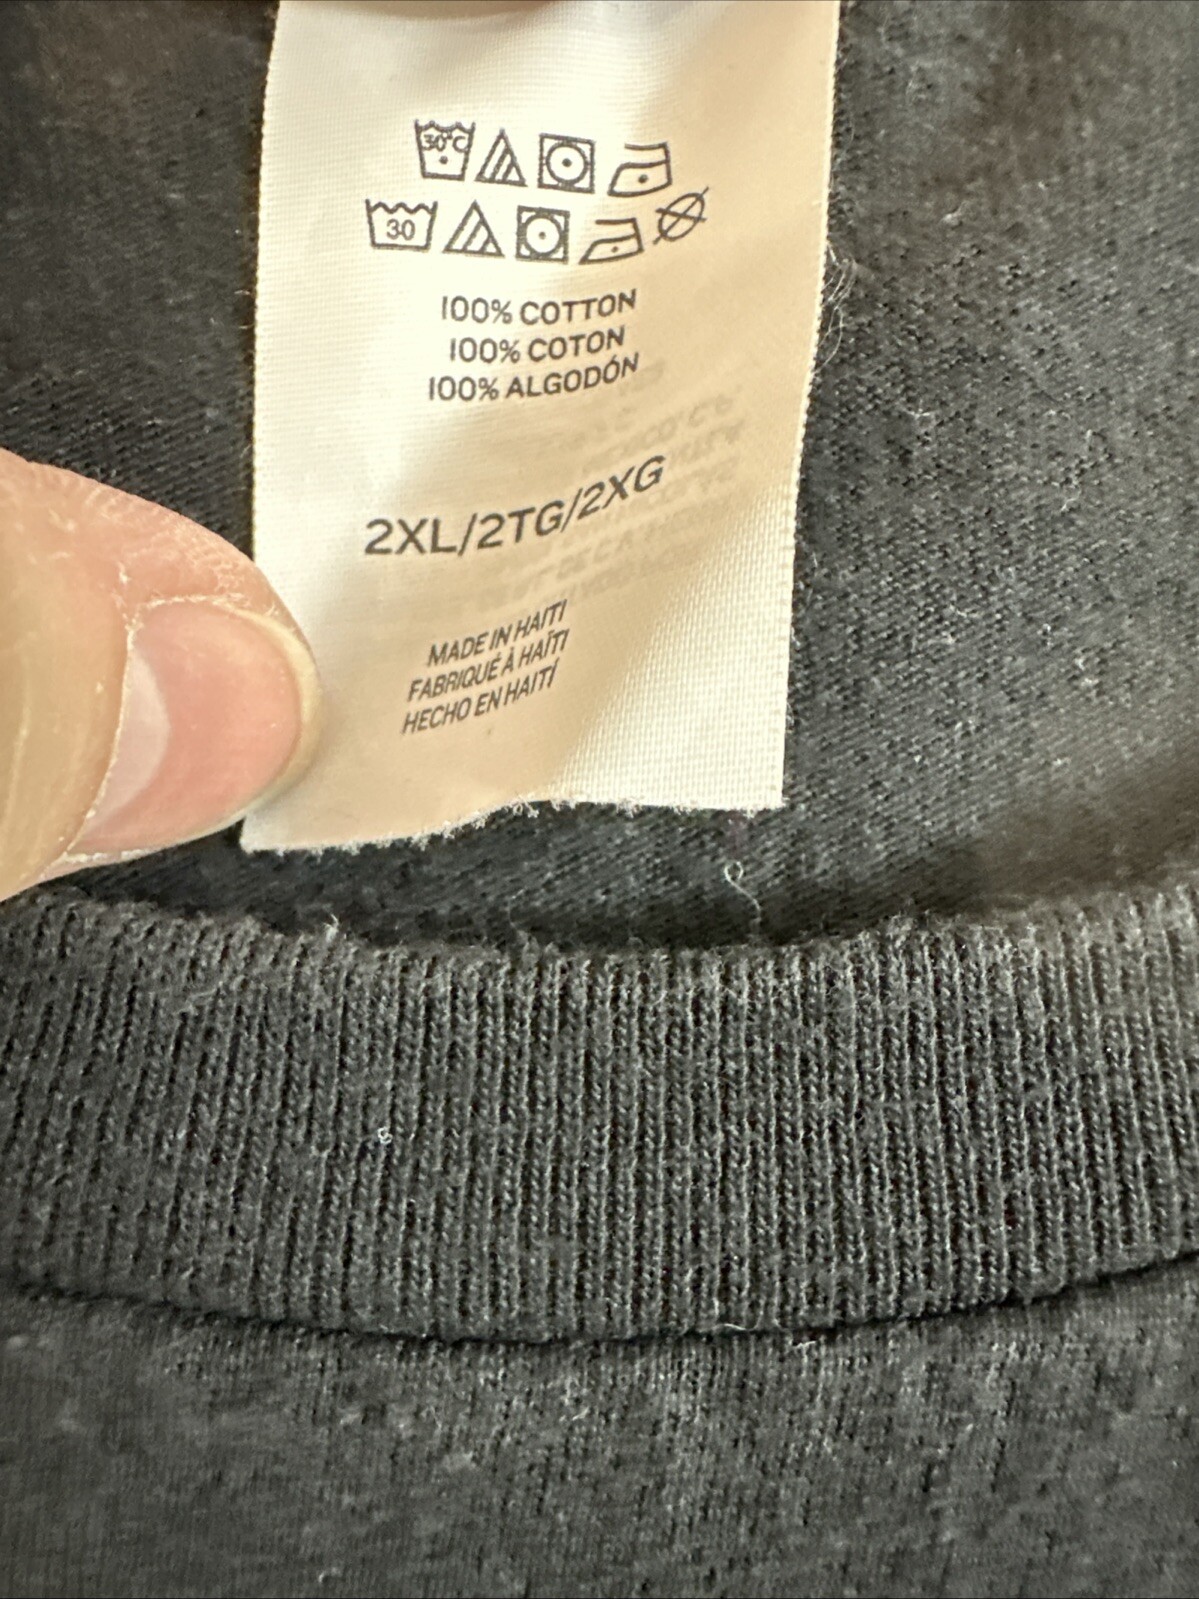 30°C
30
100% COTTON
100% COTON
100% ALGODÓN
2XL/2TG/2XG
MADE IN HAITI
FABRIQUÉ À HAÏTI
HECHO EN HAITÍ